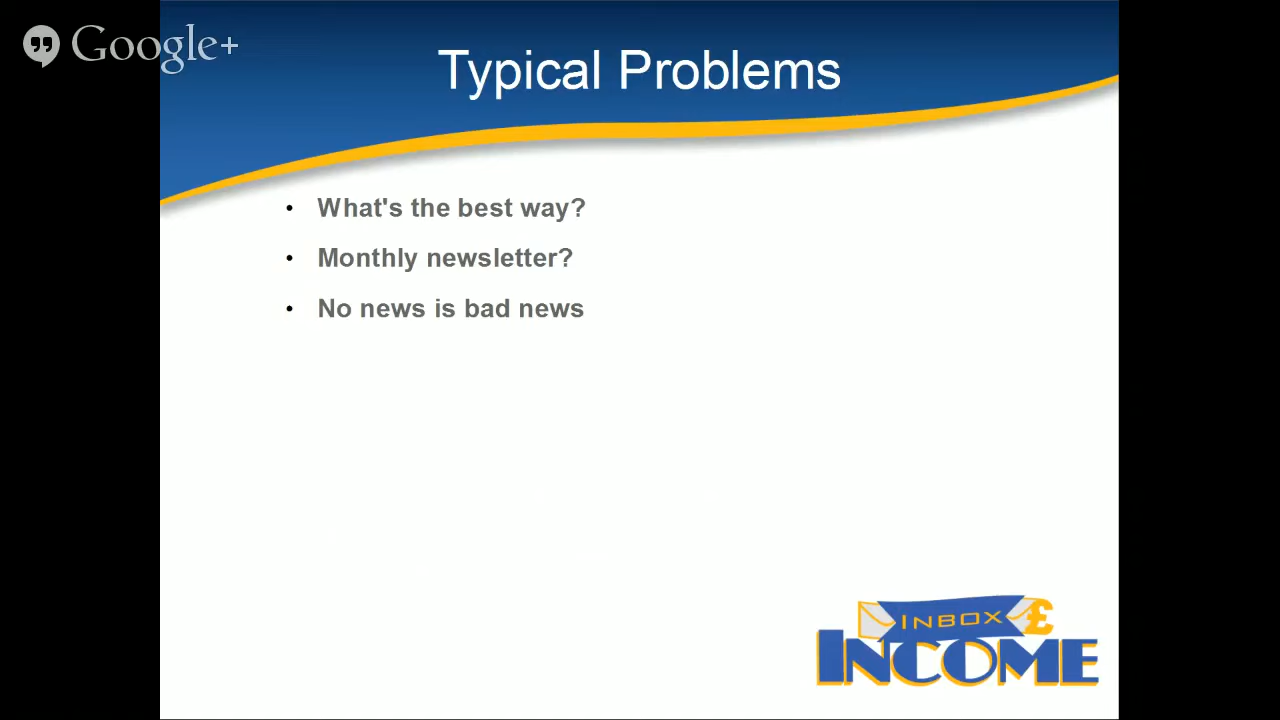 Google+
Typical Problems
• What's the best way?
• Monthly newsletter?
• No news is bad news
INBOX £
INCOME